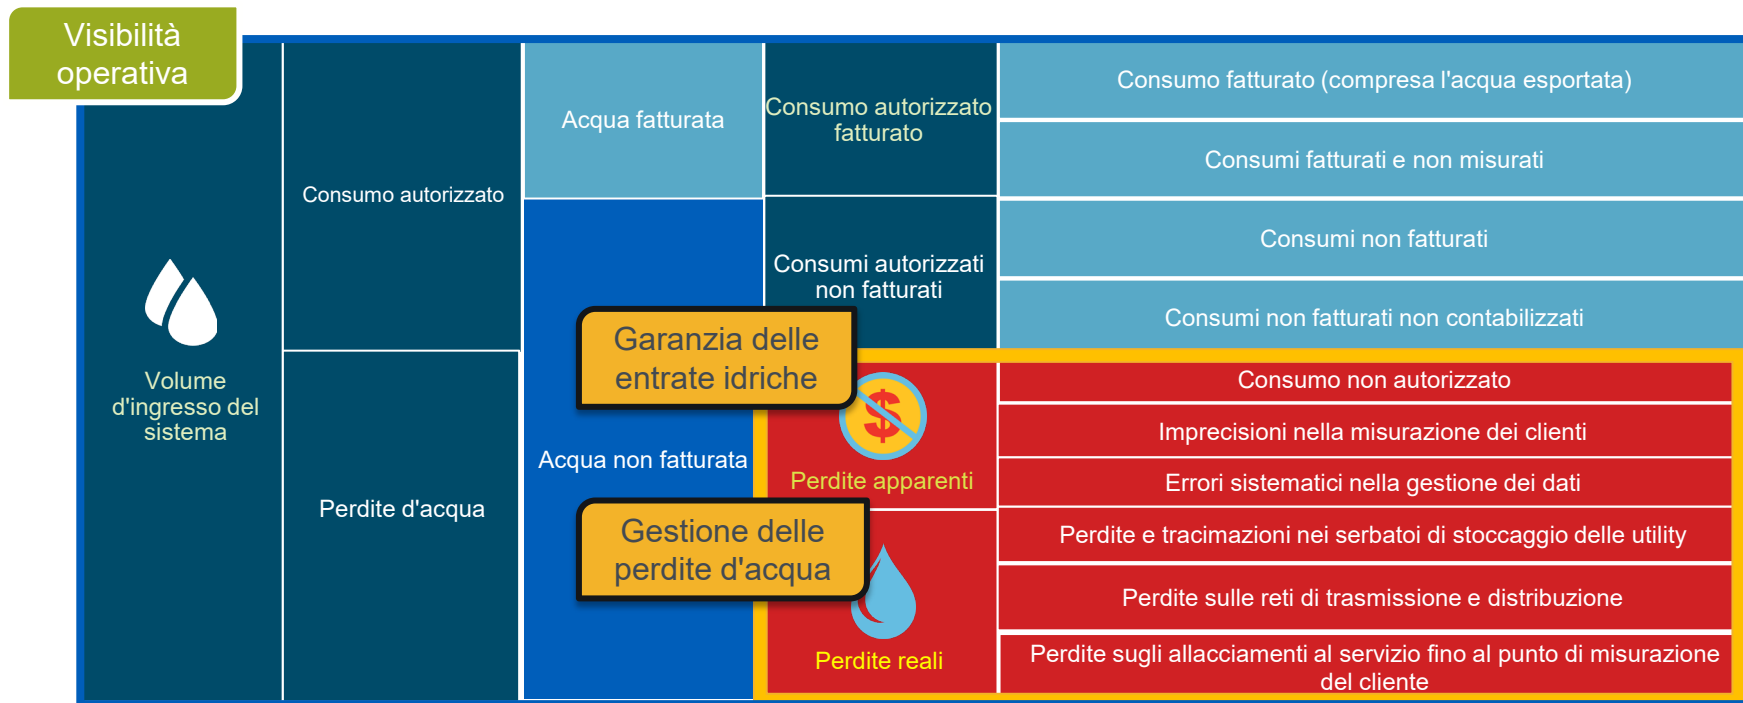 Visibilità
operativa
Volume
d'ingresso del
sistema
Consumo autorizzato
Perdite d'acqua
Acqua fatturata
Acqua non fatturata
Consumo autorizzato
fatturato
Consumi autorizzati
non fatturati
Garanzia delle
entrate idriche
$
Perdite apparenti
Gestione delle
perdite d'acqua
Perdite reali
Consumo fatturato (compresa l'acqua esportata)
Consumi fatturati e non misurati
Consumi non fatturati
Consumi non fatturati non contabilizzati
Consumo non autorizzato
Imprecisioni nella misurazione dei clienti
Errori sistematici nella gestione dei dati
Perdite e tracimazioni nei serbatoi di stoccaggio delle utility
Perdite sulle reti di trasmissione e distribuzione
Perdite sugli allacciamenti al servizio fino al punto di misurazione
del cliente